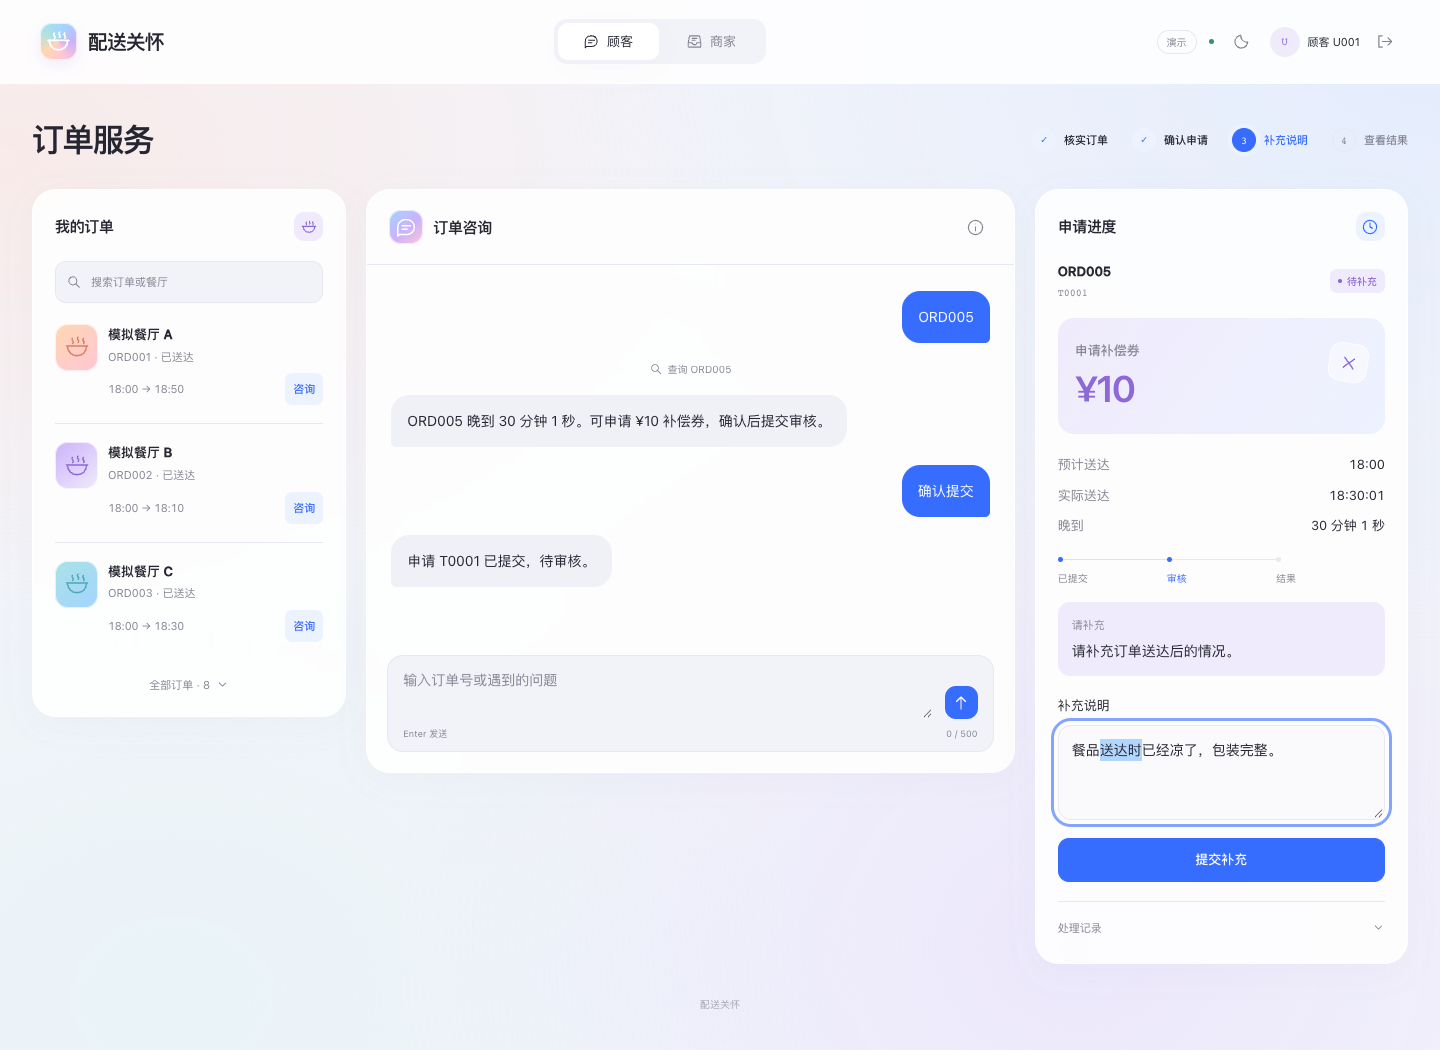 配送关怀
顾客
商家
演示
U
顾客 U001
订单服务
✓ 核实订单
✓ 确认申请
3 补充说明
4 查看结果
我的订单
搜索订单或餐厅
模拟餐厅 A
ORD001 · 已送达
18:00 → 18:50
咨询
模拟餐厅 B
ORD002 · 已送达
18:00 → 18:10
咨询
模拟餐厅 C
ORD003 · 已送达
18:00 → 18:30
咨询
全部订单 · 8
订单咨询
ORD005
查询 ORD005
ORD005 晚到 30 分钟 1 秒。可申请 ¥10 补偿券，确认后提交审核。
确认提交
申请 T0001 已提交，待审核。
输入订单号或遇到的问题
Enter 发送
0 / 500
申请进度
ORD005
T0001
待补充
申请补偿券
¥10
预计送达 18:00
实际送达 18:30:01
晚到 30 分钟 1 秒
已提交 审核 结果
请补充
请补充订单送达后的情况。
补充说明
餐品送达时已经凉了，包装完整。
提交补充
处理记录
配送关怀